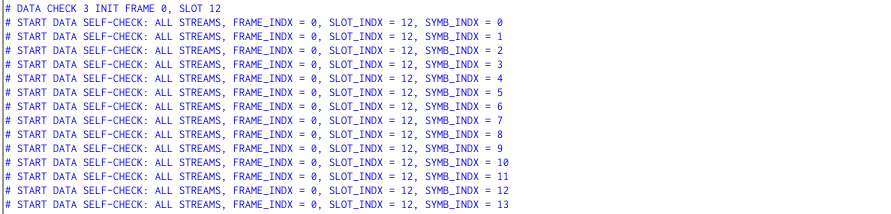 # DATA CHECK 3 INIT FRAME 0, SLOT 12
# START DATA SELF-CHECK: ALL STREAMS, FRAME_INDX = 0, SLOT_INDX = 12, SYMB_INDX = 0
# START DATA SELF-CHECK: ALL STREAMS, FRAME_INDX = 0, SLOT_INDX = 12, SYMB_INDX = 1
# START DATA SELF-CHECK: ALL STREAMS, FRAME_INDX = 0, SLOT_INDX = 12, SYMB_INDX = 2
# START DATA SELF-CHECK: ALL STREAMS, FRAME_INDX = 0, SLOT_INDX = 12, SYMB_INDX = 3
# START DATA SELF-CHECK: ALL STREAMS, FRAME_INDX = 0, SLOT_INDX = 12, SYMB_INDX = 4
# START DATA SELF-CHECK: ALL STREAMS, FRAME_INDX = 0, SLOT_INDX = 12, SYMB_INDX = 5
# START DATA SELF-CHECK: ALL STREAMS, FRAME_INDX = 0, SLOT_INDX = 12, SYMB_INDX = 6
# START DATA SELF-CHECK: ALL STREAMS, FRAME_INDX = 0, SLOT_INDX = 12, SYMB_INDX = 7
# START DATA SELF-CHECK: ALL STREAMS, FRAME_INDX = 0, SLOT_INDX = 12, SYMB_INDX = 8
# START DATA SELF-CHECK: ALL STREAMS, FRAME_INDX = 0, SLOT_INDX = 12, SYMB_INDX = 9
# START DATA SELF-CHECK: ALL STREAMS, FRAME_INDX = 0, SLOT_INDX = 12, SYMB_INDX = 10
# START DATA SELF-CHECK: ALL STREAMS, FRAME_INDX = 0, SLOT_INDX = 12, SYMB_INDX = 11
# START DATA SELF-CHECK: ALL STREAMS, FRAME_INDX = 0, SLOT_INDX = 12, SYMB_INDX = 12
# START DATA SELF-CHECK: ALL STREAMS, FRAME_INDX = 0, SLOT_INDX = 12, SYMB_INDX = 13